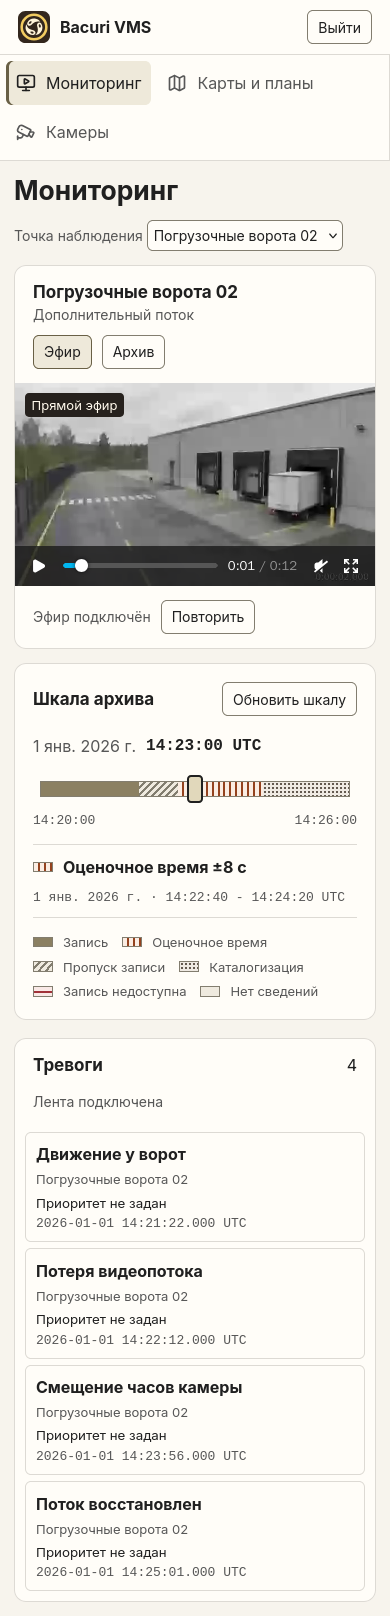 Bacuri VMS
Выйти
Мониторинг
Карты и планы
Камеры
Мониторинг
Точка наблюдения
Погрузочные ворота 02
Погрузочные ворота 02
Дополнительный поток
Эфир
Архив
Прямой эфир
0:01 / 0:12
Эфир подключён
Повторить
Шкала архива
Обновить шкалу
1 янв. 2026 г. 14:23:00 UTC
14:20:00
14:26:00
Оценочное время ±8 с
1 янв. 2026 г. · 14:22:40 - 14:24:20 UTC
Запись
Оценочное время
Пропуск записи
Каталогизация
Запись недоступна
Нет сведений
Тревоги
4
Лента подключена
Движение у ворот
Погрузочные ворота 02
Приоритет не задан
2026-01-01 14:21:22.000 UTC
Потеря видеопотока
Погрузочные ворота 02
Приоритет не задан
2026-01-01 14:22:12.000 UTC
Смещение часов камеры
Погрузочные ворота 02
Приоритет не задан
2026-01-01 14:23:56.000 UTC
Поток восстановлен
Погрузочные ворота 02
Приоритет не задан
2026-01-01 14:25:01.000 UTC